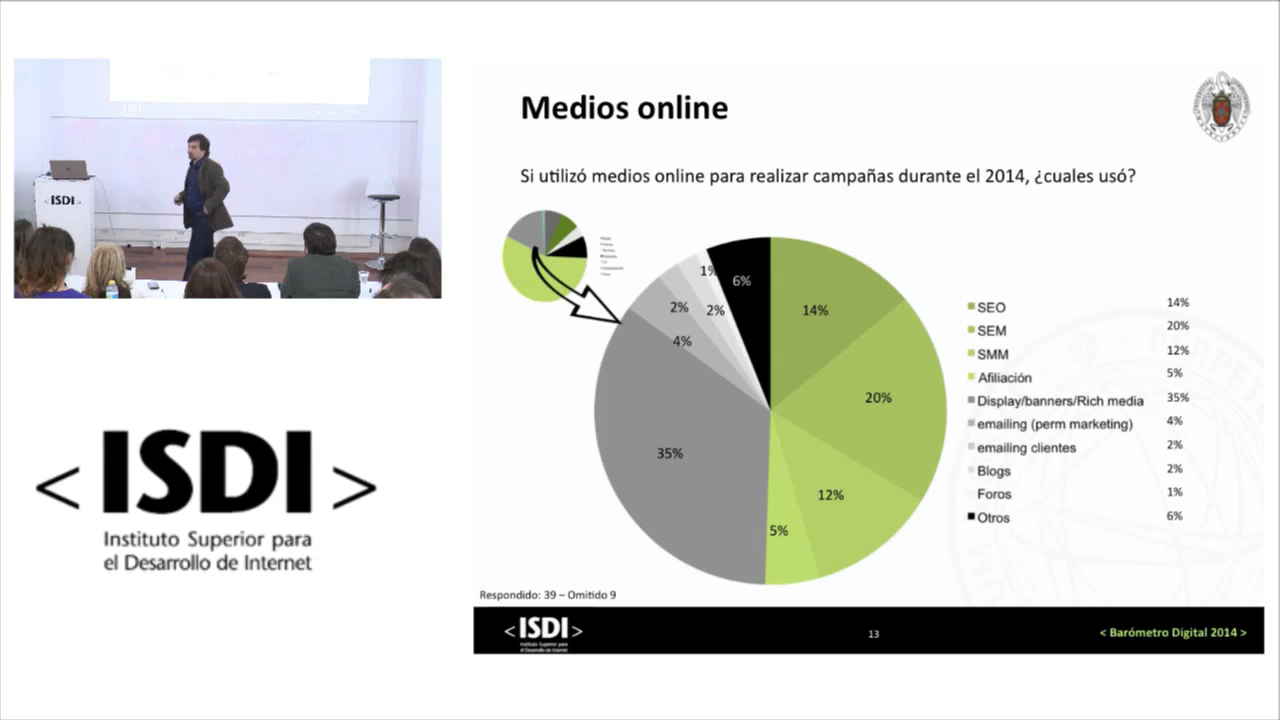 < ISDI
Medios online
Si utilizó medios online para realizar campañas durante el 2014, ¿cuales usó?
1%
6%
2%
2%
14%
4%
20%
35%
12%
5%
SEO 14%
SEM 20%
SMM 12%
Afiliación 5%
Display/banners/Rich media 35%
emailing (perm marketing) 4%
emailing clientes 2%
Blogs 2%
Foros 1%
Otros 6%
< ISDI >
Instituto Superior para
el Desarrollo de Internet
Respondido: 39 – Omitido 9
< ISDI >
Instituto Superior para
el Desarrollo de Internet
13
< Barómetro Digital 2014 >